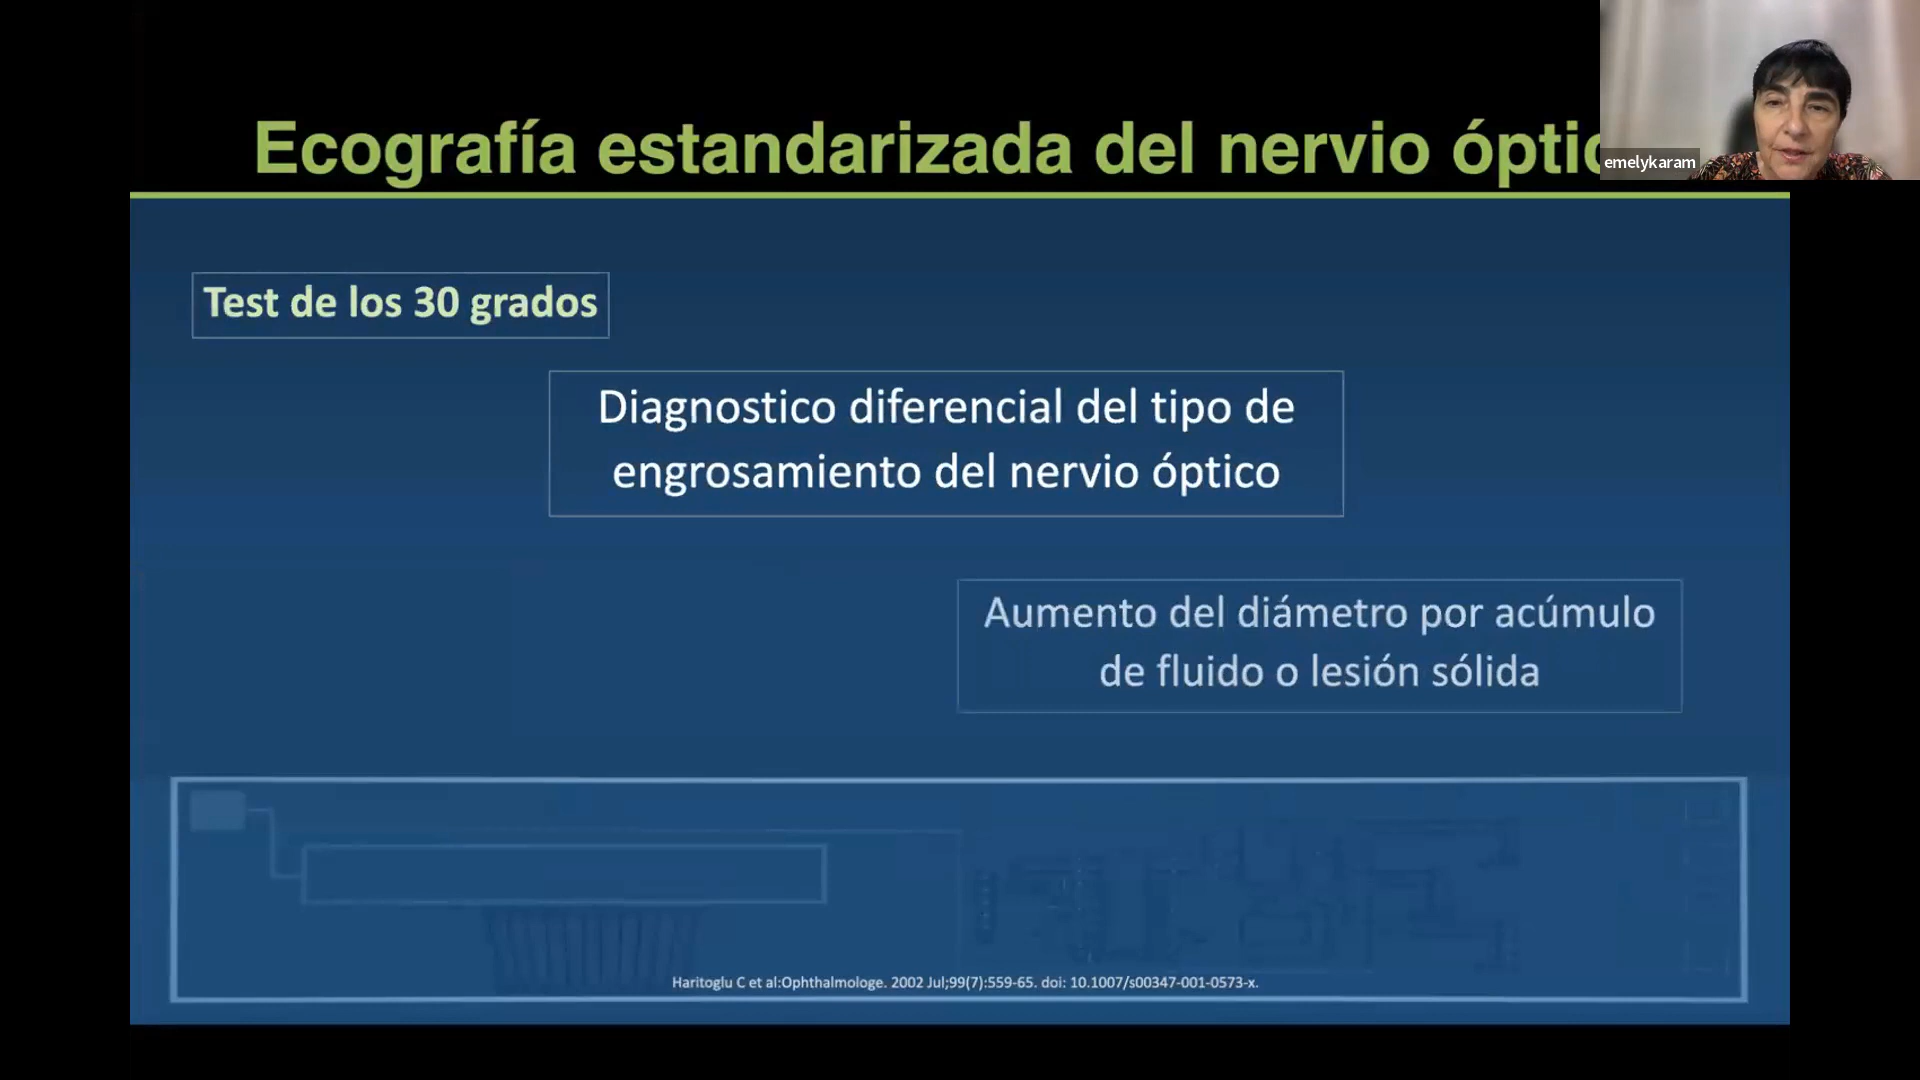 Ecografía estandarizada del nervio óptic
emelykaram
Test de los 30 grados
Diagnostico diferencial del tipo de
engrosamiento del nervio óptico
Aumento del diámetro por acúmulo
de fluido o lesión sólida
Haritoglu C et al:Ophthalmologe. 2002 Jul;99(7):559-65. doi: 10.1007/s00347-001-0573-x.